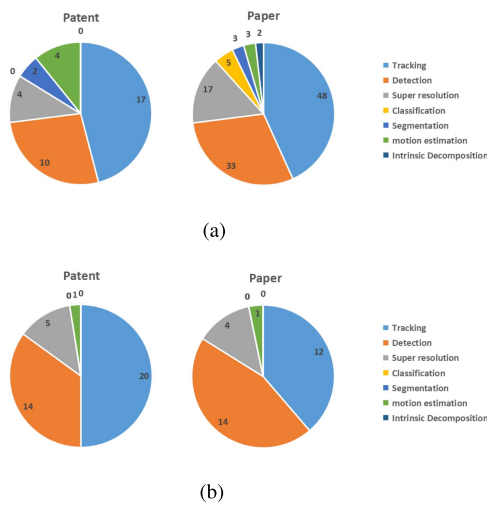 Patent
0
4
2
0
4
10
17
Paper
2
3
3
5
17
33
48
Tracking
Detection
Super resolution
Classification
Segmentation
motion estimation
Intrinsic Decomposition
(a)
Patent
0 1 0
5
14
20
Paper
0
0
1
4
14
12
Tracking
Detection
Super resolution
Classification
Segmentation
motion estimation
Intrinsic Decomposition
(b)